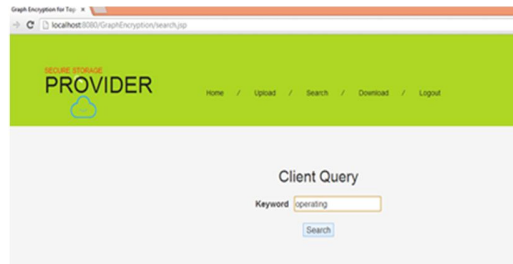 Graph Encryption for Top
localhost:8080/GraphEncryption/search.jsp
SECURE STORAGE
PROVIDER
Home / Upload / Search / Download / Logout
Client Query
Keyword operating
Search